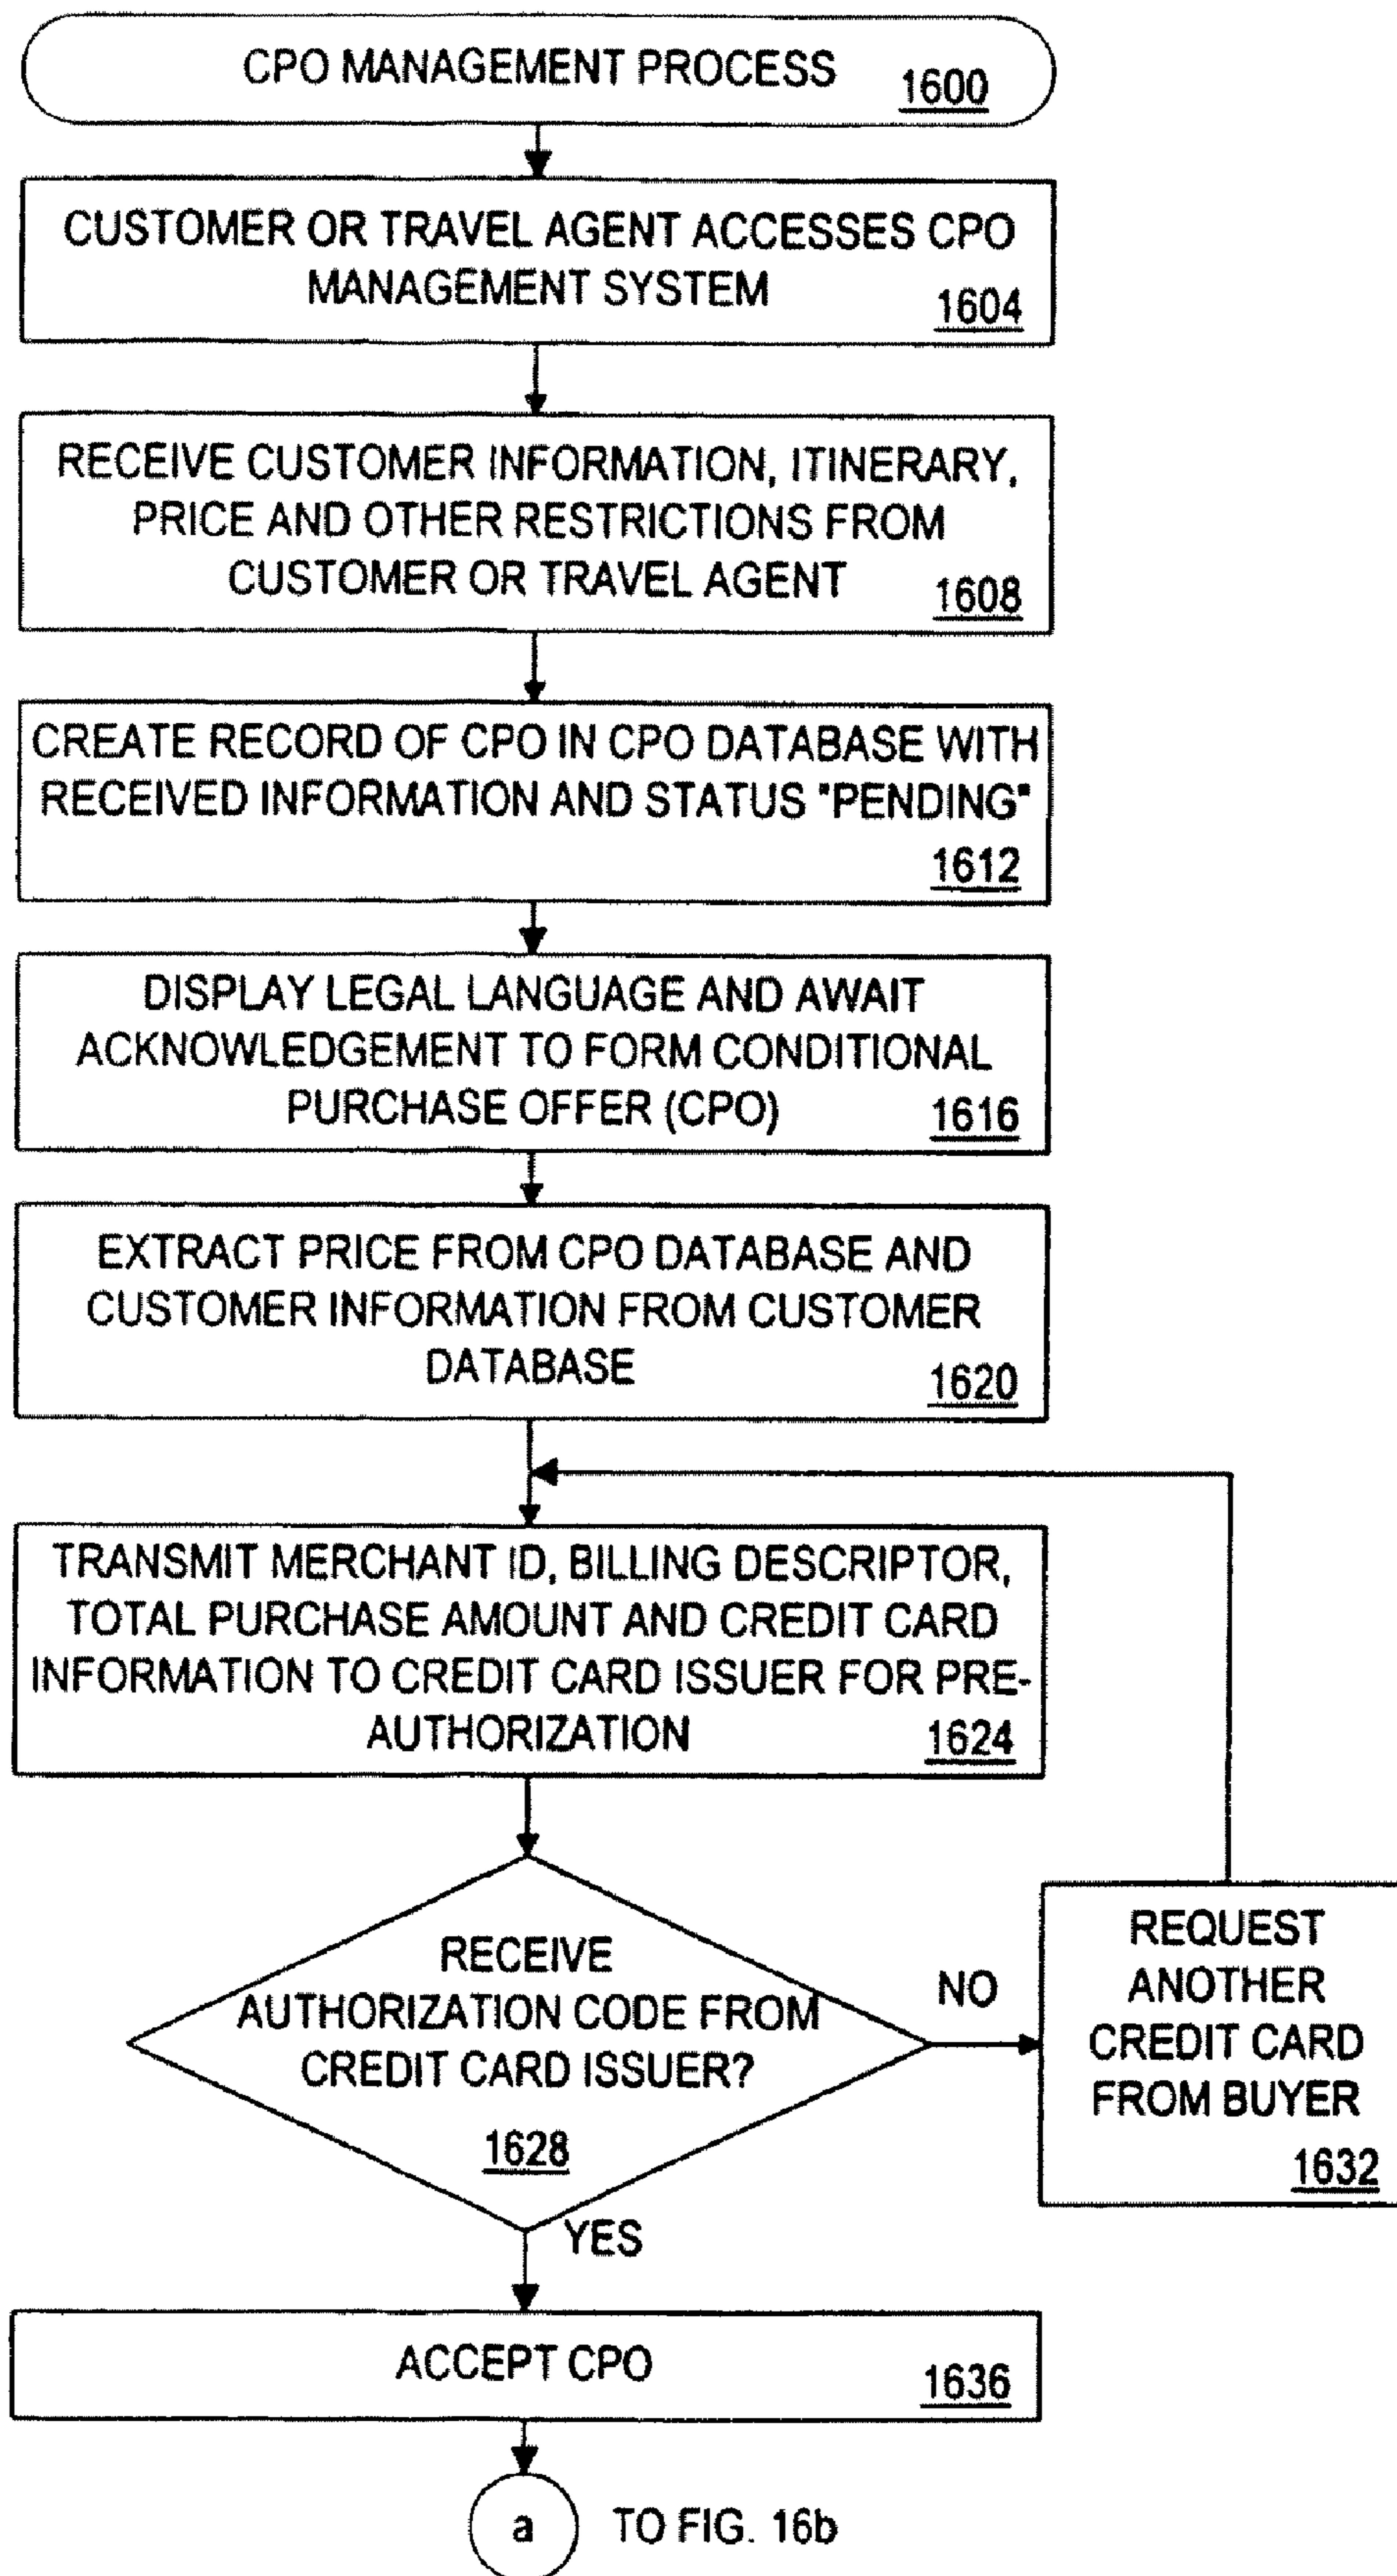 CPO MANAGEMENT PROCESS 1600
CUSTOMER OR TRAVEL AGENT ACCESSES CPO
MANAGEMENT SYSTEM
1604
RECEIVE CUSTOMER INFORMATION, ITINERARY,
PRICE AND OTHER RESTRICTIONS FROM
CUSTOMER OR TRAVEL AGENT
1608
CREATE RECORD OF CPO IN CPO DATABASE WITH
RECEIVED INFORMATION AND STATUS "PENDING"
1612
DISPLAY LEGAL LANGUAGE AND AWAIT
ACKNOWLEDGEMENT TO FORM CONDITIONAL
PURCHASE OFFER (CPO)
1616
EXTRACT PRICE FROM CPO DATABASE AND
CUSTOMER INFORMATION FROM CUSTOMER
DATABASE
1620
TRANSMIT MERCHANT ID, BILLING DESCRIPTOR,
TOTAL PURCHASE AMOUNT AND CREDIT CARD
INFORMATION TO CREDIT CARD ISSUER FOR PRE-
AUTHORIZATION
1624
RECEIVE
AUTHORIZATION CODE FROM
CREDIT CARD ISSUER?
1628
NO
REQUEST
ANOTHER
CREDIT CARD
FROM BUYER
1632
YES
ACCEPT CPO
1636
a TO FIG. 16b